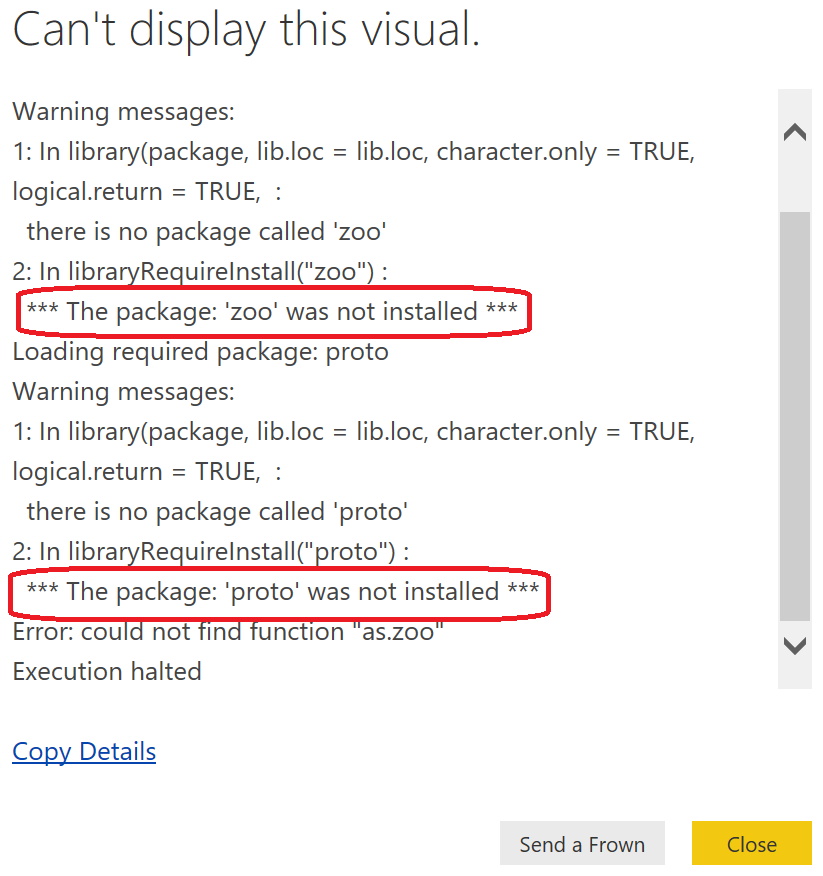 Can't display this visual.
Warning messages:
1: In library(package, lib.loc = lib.loc, character.only = TRUE,
logical.return = TRUE,  :
  there is no package called 'zoo'
2: In libraryRequireInstall("zoo") :
  *** The package: 'zoo' was not installed ***
Loading required package: proto
Warning messages:
1: In library(package, lib.loc = lib.loc, character.only = TRUE,
logical.return = TRUE,  :
  there is no package called 'proto'
2: In libraryRequireInstall("proto") :
  *** The package: 'proto' was not installed ***
Error: could not find function "as.zoo"
Execution halted
Copy Details
Send a Frown
Close